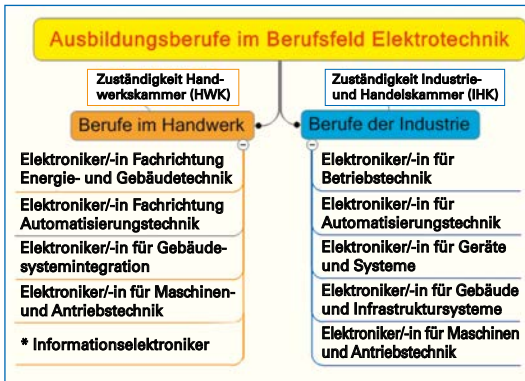 Ausbildungsberufe im Berufsfeld Elektrotechnik
Zuständigkeit Hand-
werkskammer (HWK)
Berufe im Handwerk
Elektroniker/-in Fachrichtung
Energie- und Gebäudetechnik
Elektroniker/-in Fachrichtung
Automatisierungstechnik
Elektroniker/-in für Gebäude-
systemintegration
Elektroniker/-in für Maschinen-
und Antriebstechnik
* Informationselektroniker
Zuständigkeit Industrie-
und Handelskammer (IHK)
Berufe der Industrie
Elektroniker/-in für
Betriebstechnik
Elektroniker/-in für
Automatisierungstechnik
Elektroniker/-in für Geräte
und Systeme
Elektroniker/-in für Gebäude
und Infrastruktursysteme
Elektroniker/-in für Maschinen
und Antriebstechnik